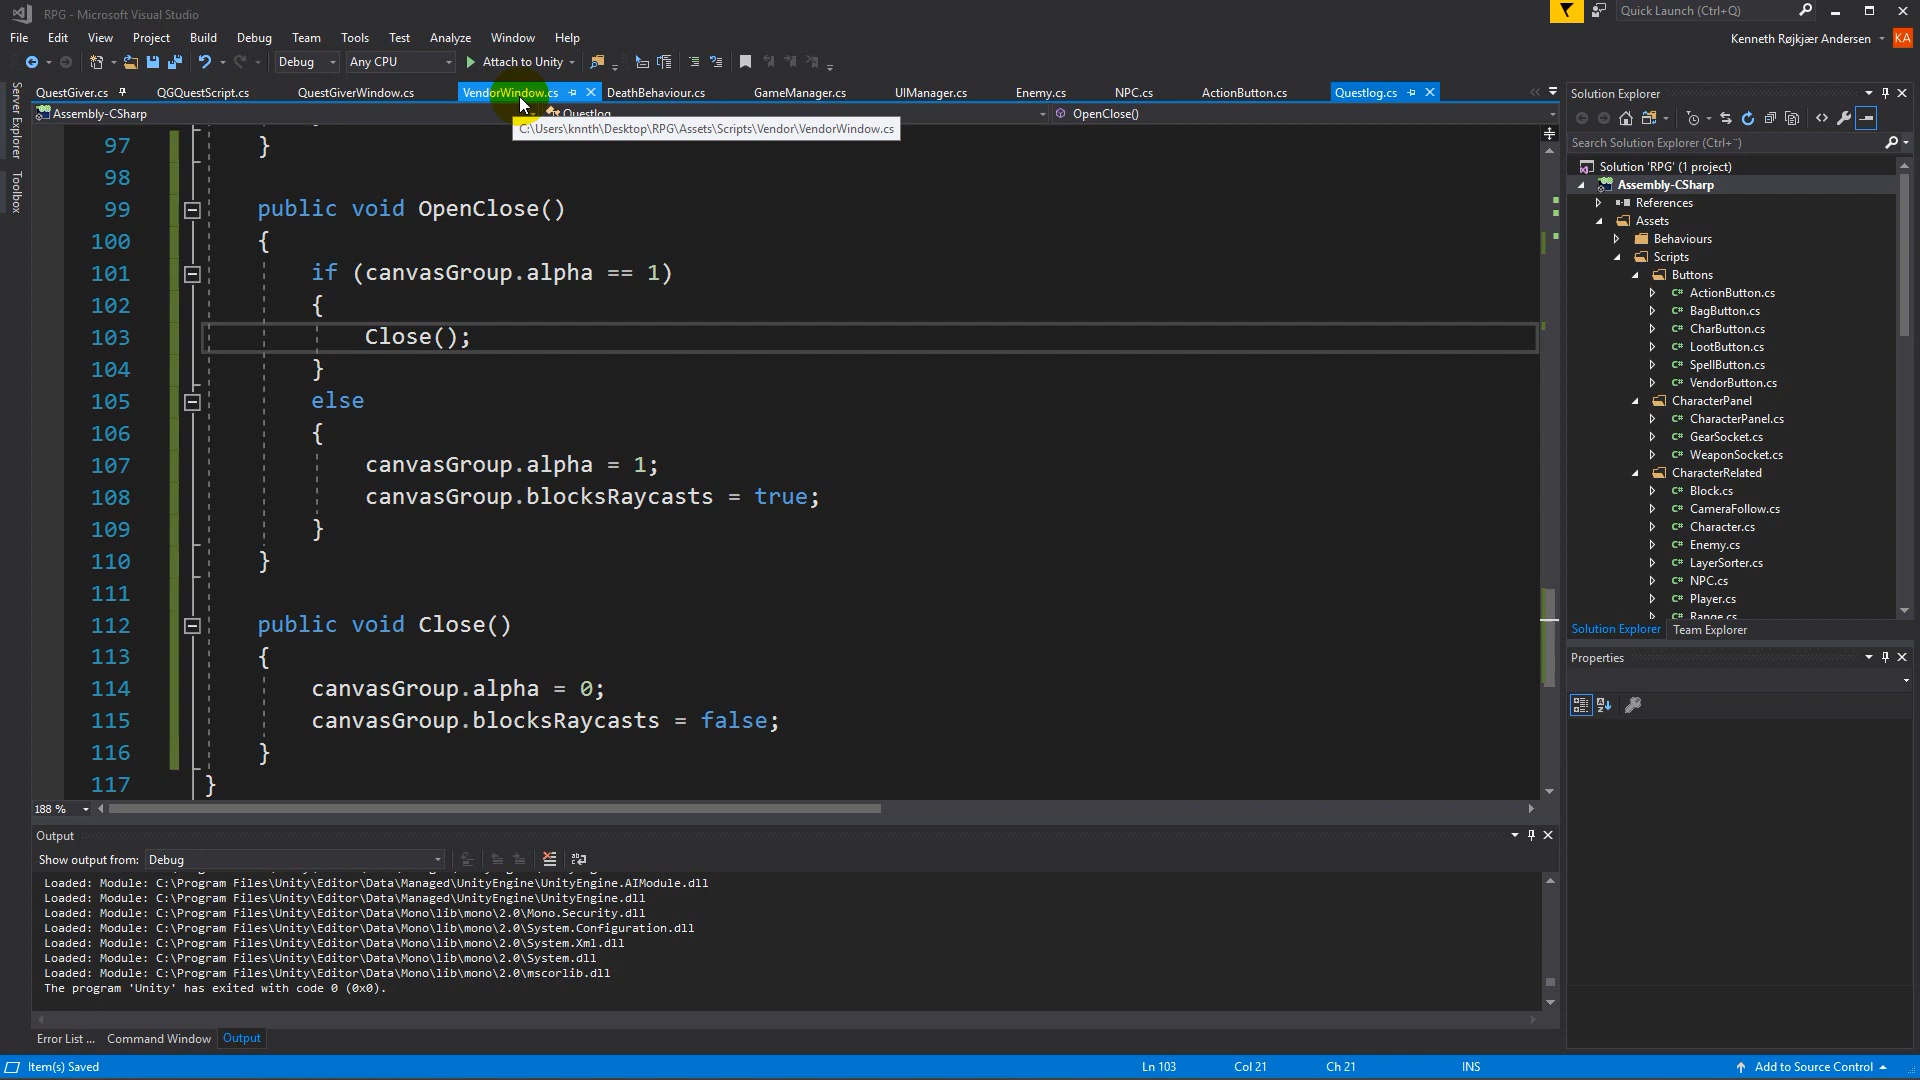 RPG - Microsoft Visual Studio
Quick Launch (Ctrl+Q)
File Edit View Project Build Debug Team Tools Test Analyze Window Help
Kenneth Røjkjær Andersen KA
Debug Any CPU Attach to Unity
Server Explorer
Toolbox
QuestGiver.cs QGQuestScript.cs QuestGiverWindow.cs VendorWindow.cs DeathBehaviour.cs GameManager.cs UIManager.cs Enemy.cs NPC.cs ActionButton.cs Questlog.cs
Assembly-CSharp Questlog OpenClose()
C:\Users\knnth\Desktop\RPG\Assets\Scripts\Vendor\VendorWindow.cs
97 }
98
99 public void OpenClose()
100 {
101 if (canvasGroup.alpha == 1)
102 {
103 Close();
104 }
105 else
106 {
107 canvasGroup.alpha = 1;
108 canvasGroup.blocksRaycasts = true;
109 }
110 }
111
112 public void Close()
113 {
114 canvasGroup.alpha = 0;
115 canvasGroup.blocksRaycasts = false;
116 }
117 }
188 %
Output
Show output from: Debug
Loaded: Module: C:\Program Files\Unity\Editor\Data\Managed\UnityEngine\UnityEngine.AIModule.dll
Loaded: Module: C:\Program Files\Unity\Editor\Data\Managed\UnityEngine\UnityEngine.dll
Loaded: Module: C:\Program Files\Unity\Editor\Data\Mono\lib\mono\2.0\Mono.Security.dll
Loaded: Module: C:\Program Files\Unity\Editor\Data\Mono\lib\mono\2.0\System.Configuration.dll
Loaded: Module: C:\Program Files\Unity\Editor\Data\Mono\lib\mono\2.0\System.Xml.dll
Loaded: Module: C:\Program Files\Unity\Editor\Data\Mono\lib\mono\2.0\System.dll
Loaded: Module: C:\Program Files\Unity\Editor\Data\Mono\lib\mono\2.0\mscorlib.dll
The program 'Unity' has exited with code 0 (0x0).
Error List ... Command Window Output
Solution Explorer
Search Solution Explorer (Ctrl+¨)
Solution 'RPG' (1 project)
Assembly-CSharp
References
Assets
Behaviours
Scripts
Buttons
C# ActionButton.cs
C# BagButton.cs
C# CharButton.cs
C# LootButton.cs
C# SpellButton.cs
C# VendorButton.cs
CharacterPanel
C# CharacterPanel.cs
C# GearSocket.cs
C# WeaponSocket.cs
CharacterRelated
C# Block.cs
C# CameraFollow.cs
C# Character.cs
C# Enemy.cs
C# LayerSorter.cs
C# NPC.cs
C# Player.cs
C# Range.cs
Solution Explorer Team Explorer
Properties
Item(s) Saved Ln 103 Col 21 Ch 21 INS Add to Source Control